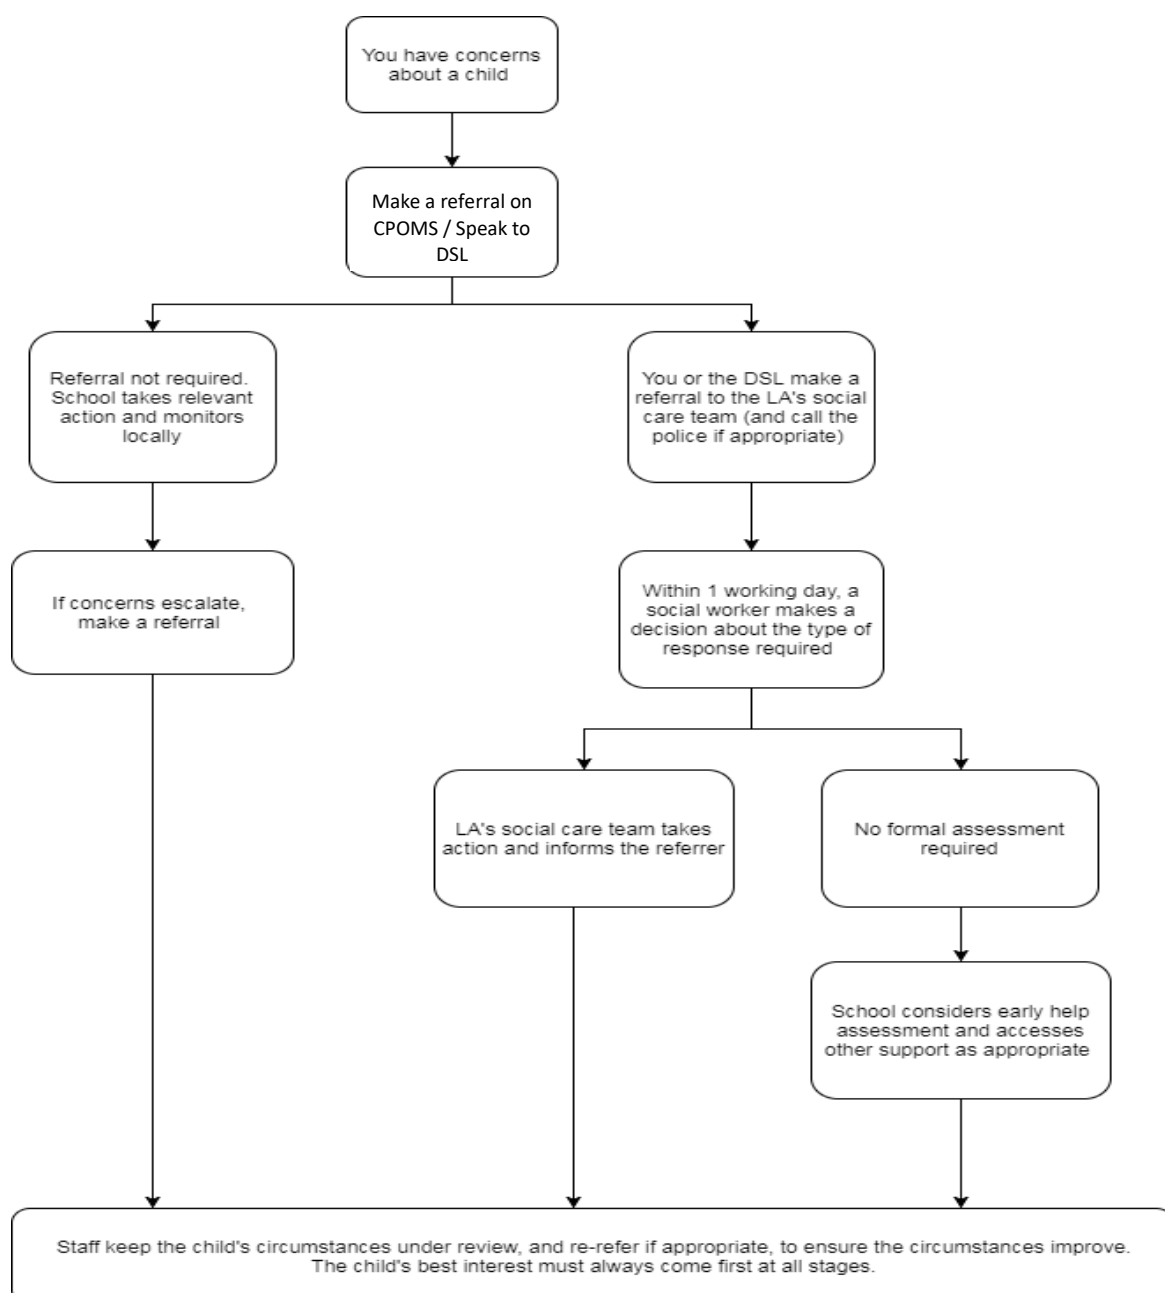 You have concerns
about a child
Make a referral on
CPOMS / Speak to
DSL
Referral not required.
School takes relevant
action and monitors
locally
You or the DSL make a
referral to the LA's social
care team (and call the
police if appropriate)
If concerns escalate,
make a referral
Within 1 working day, a
social worker makes a
decision about the type of
response required
LA's social care team takes
action and informs the referrer
No formal assessment
required
School considers early help
assessment and accesses
other support as appropriate
Staff keep the child's circumstances under review, and re-refer if appropriate, to ensure the circumstances improve.
The child's best interest must always come first at all stages.